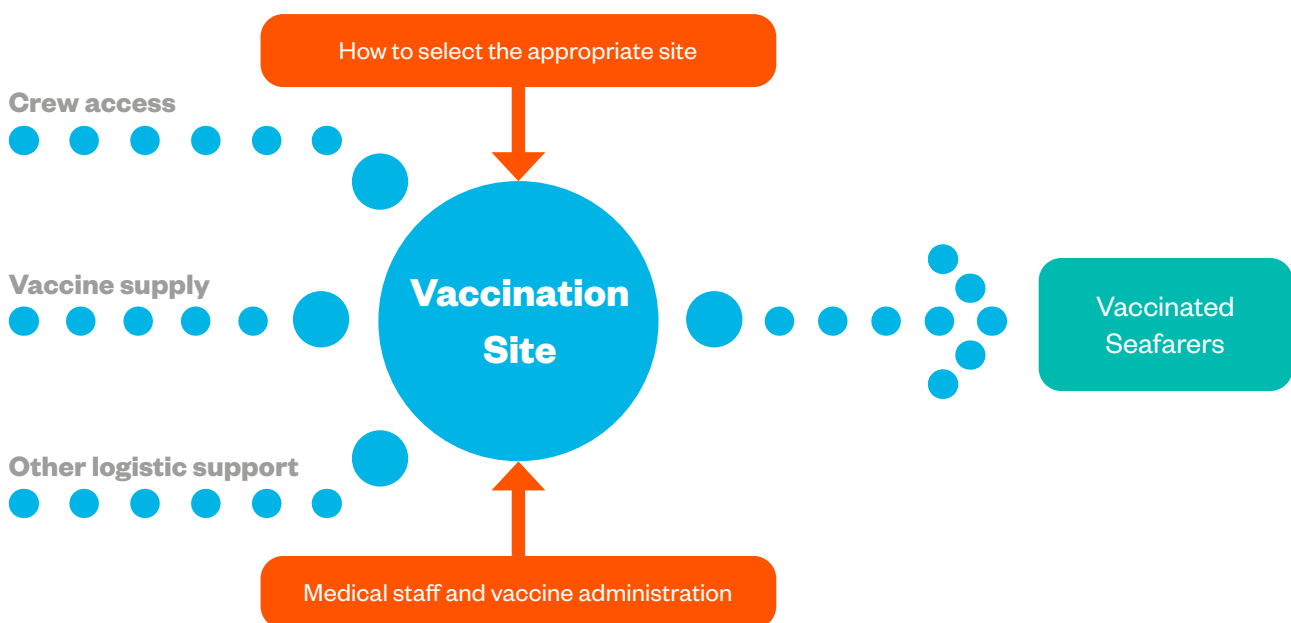 How to select the appropriate site
Crew access
Vaccine supply
Vaccination
Site
Vaccinated
Seafarers
Other logistic support
Medical staff and vaccine administration